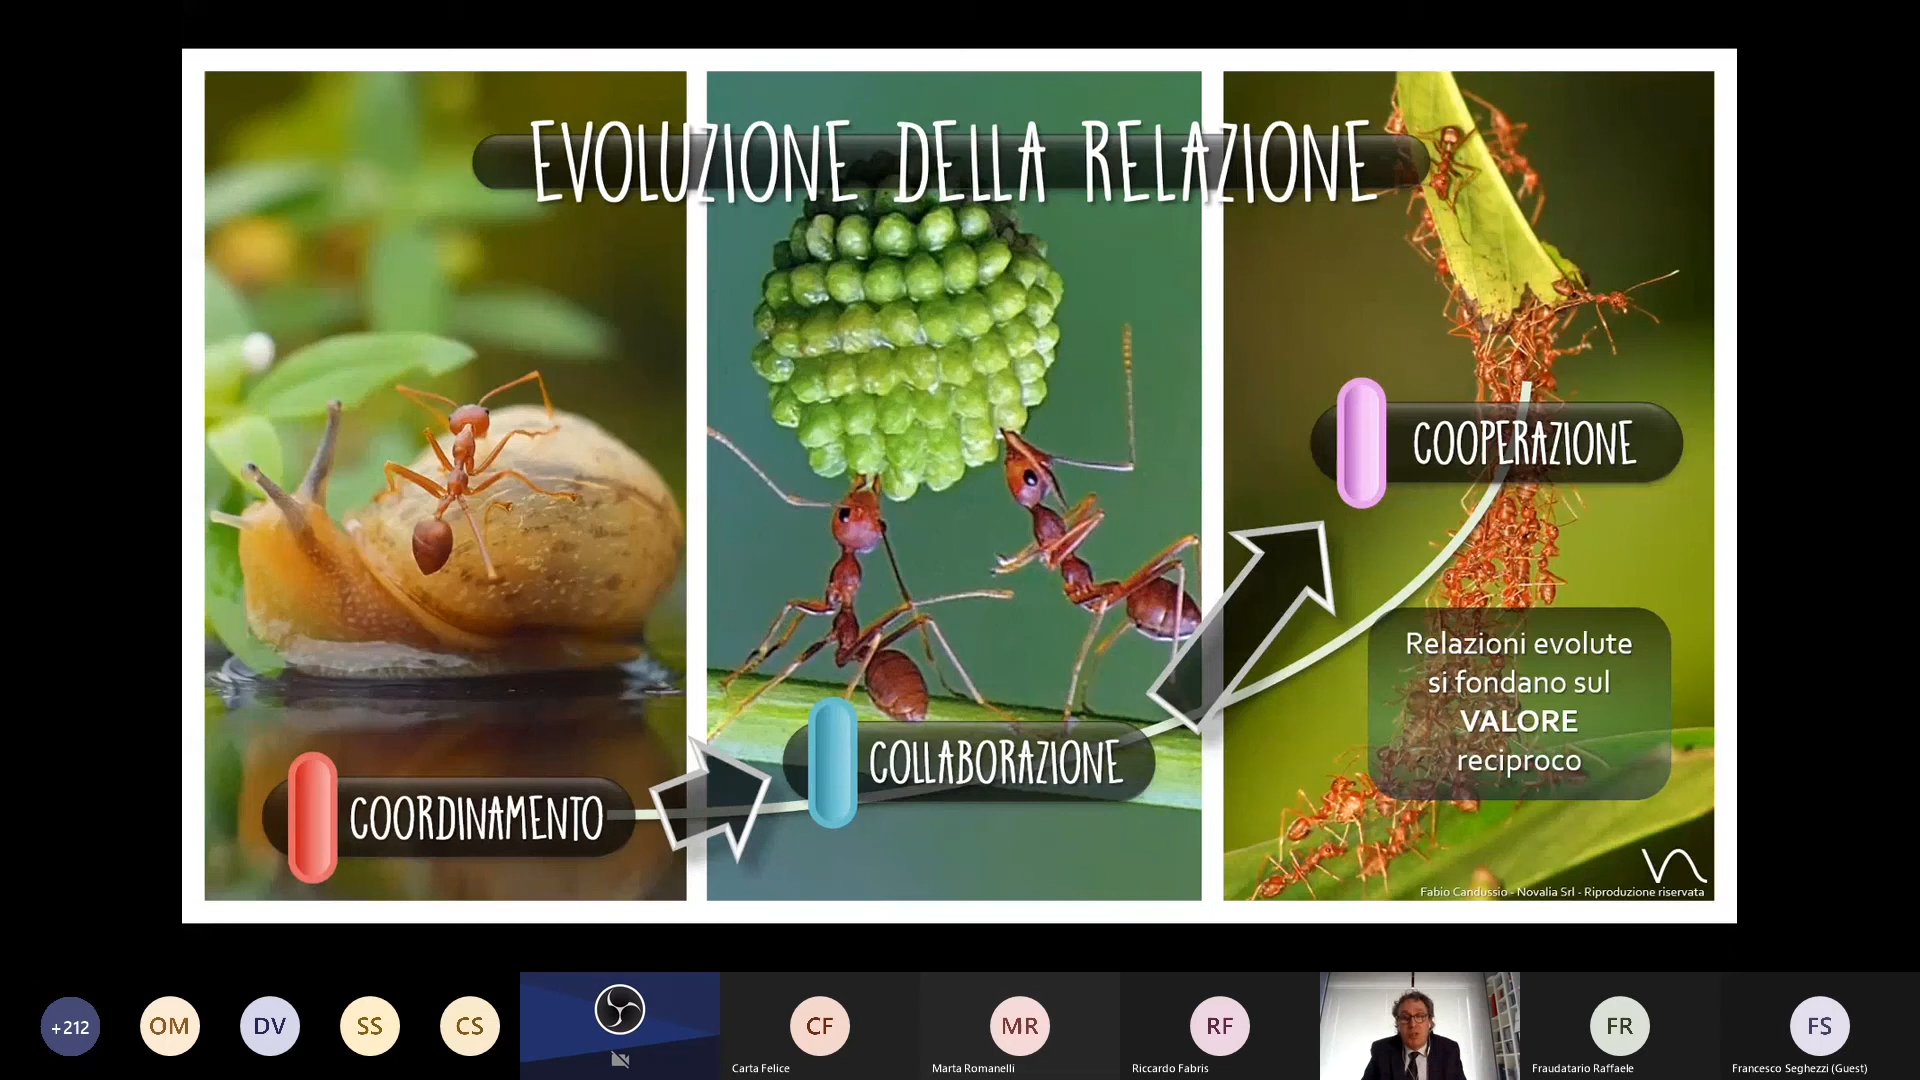 EVOLUZIONE DELLA RELAZIONE
COOPERAZIONE
Relazioni evolute
si fondano sul
VALORE
reciproco
COLLABORAZIONE
COORDINAMENTO
Fabio Candussio - Novalia Srl - Riproduzione riservata
+212
OM
DV
SS
CS
CF
Carta Felice
MR
Marta Romanelli
RF
Riccardo Fabris
FR
Fraudatario Raffaele
FS
Francesco Seghezzi (Guest)